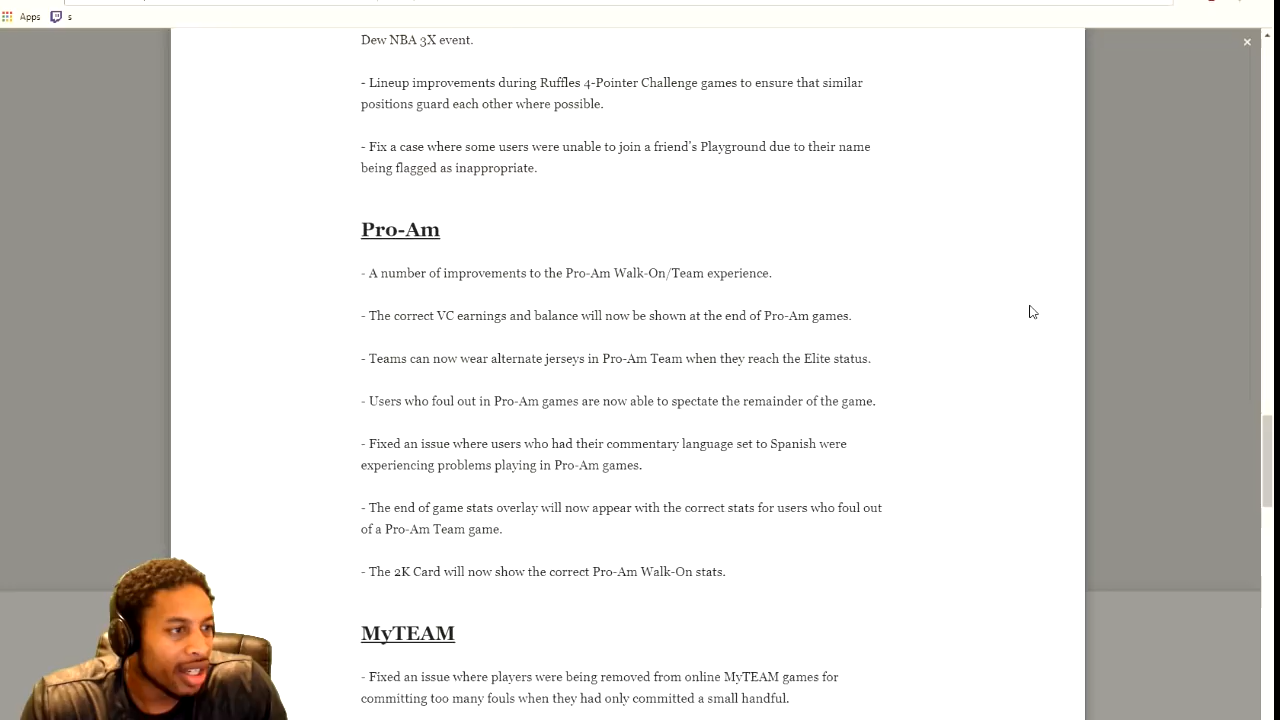 Apps
s
Dew NBA 3X event.
- Lineup improvements during Ruffles 4-Pointer Challenge games to ensure that similar
positions guard each other where possible.
- Fix a case where some users were unable to join a friend's Playground due to their name
being flagged as inappropriate.
Pro-Am
- A number of improvements to the Pro-Am Walk-On/Team experience.
- The correct VC earnings and balance will now be shown at the end of Pro-Am games.
- Teams can now wear alternate jerseys in Pro-Am Team when they reach the Elite status.
- Users who foul out in Pro-Am games are now able to spectate the remainder of the game.
- Fixed an issue where users who had their commentary language set to Spanish were
experiencing problems playing in Pro-Am games.
- The end of game stats overlay will now appear with the correct stats for users who foul out
of a Pro-Am Team game.
- The 2K Card will now show the correct Pro-Am Walk-On stats.
MyTEAM
- Fixed an issue where players were being removed from online MyTEAM games for
committing too many fouls when they had only committed a small handful.